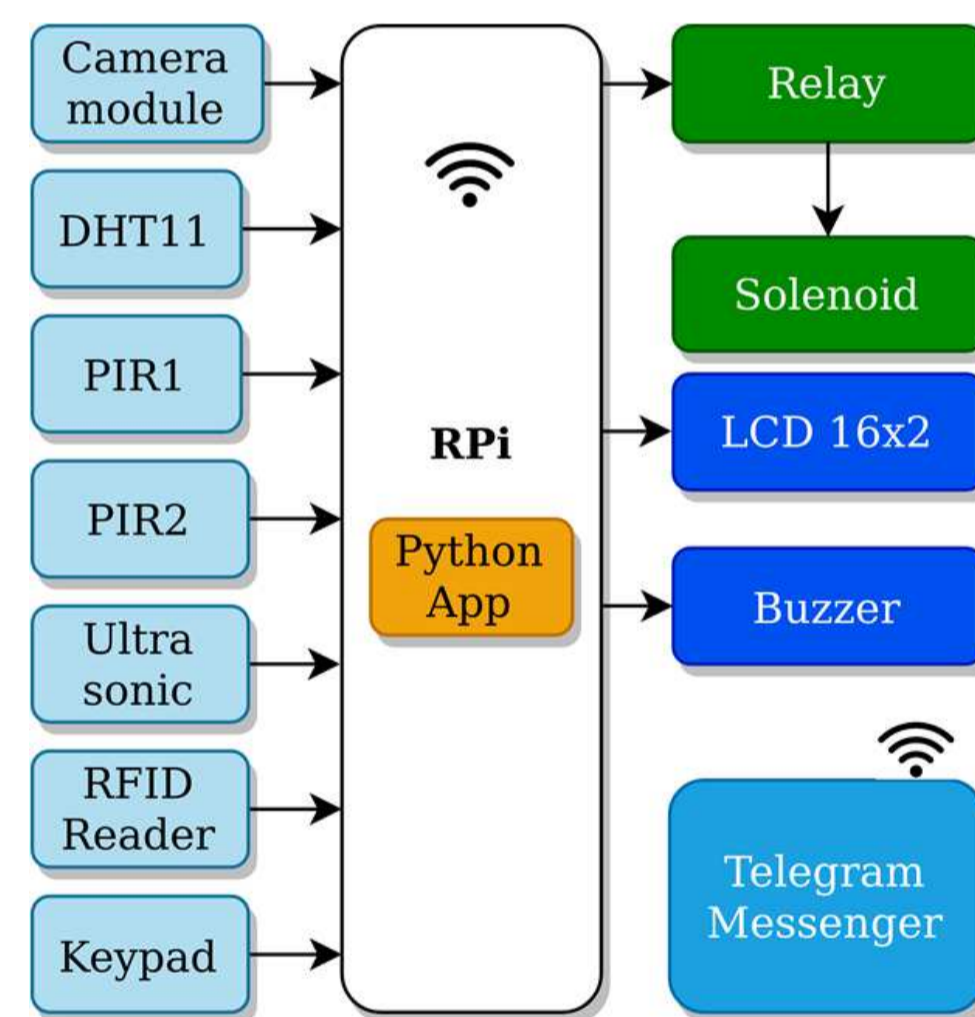 Camera
module
DHT11
PIR1
PIR2
Ultra
sonic
RFID
Reader
Keypad
RPi
Python
App
Relay
Solenoid
LCD 16x2
Buzzer
Telegram
Messenger